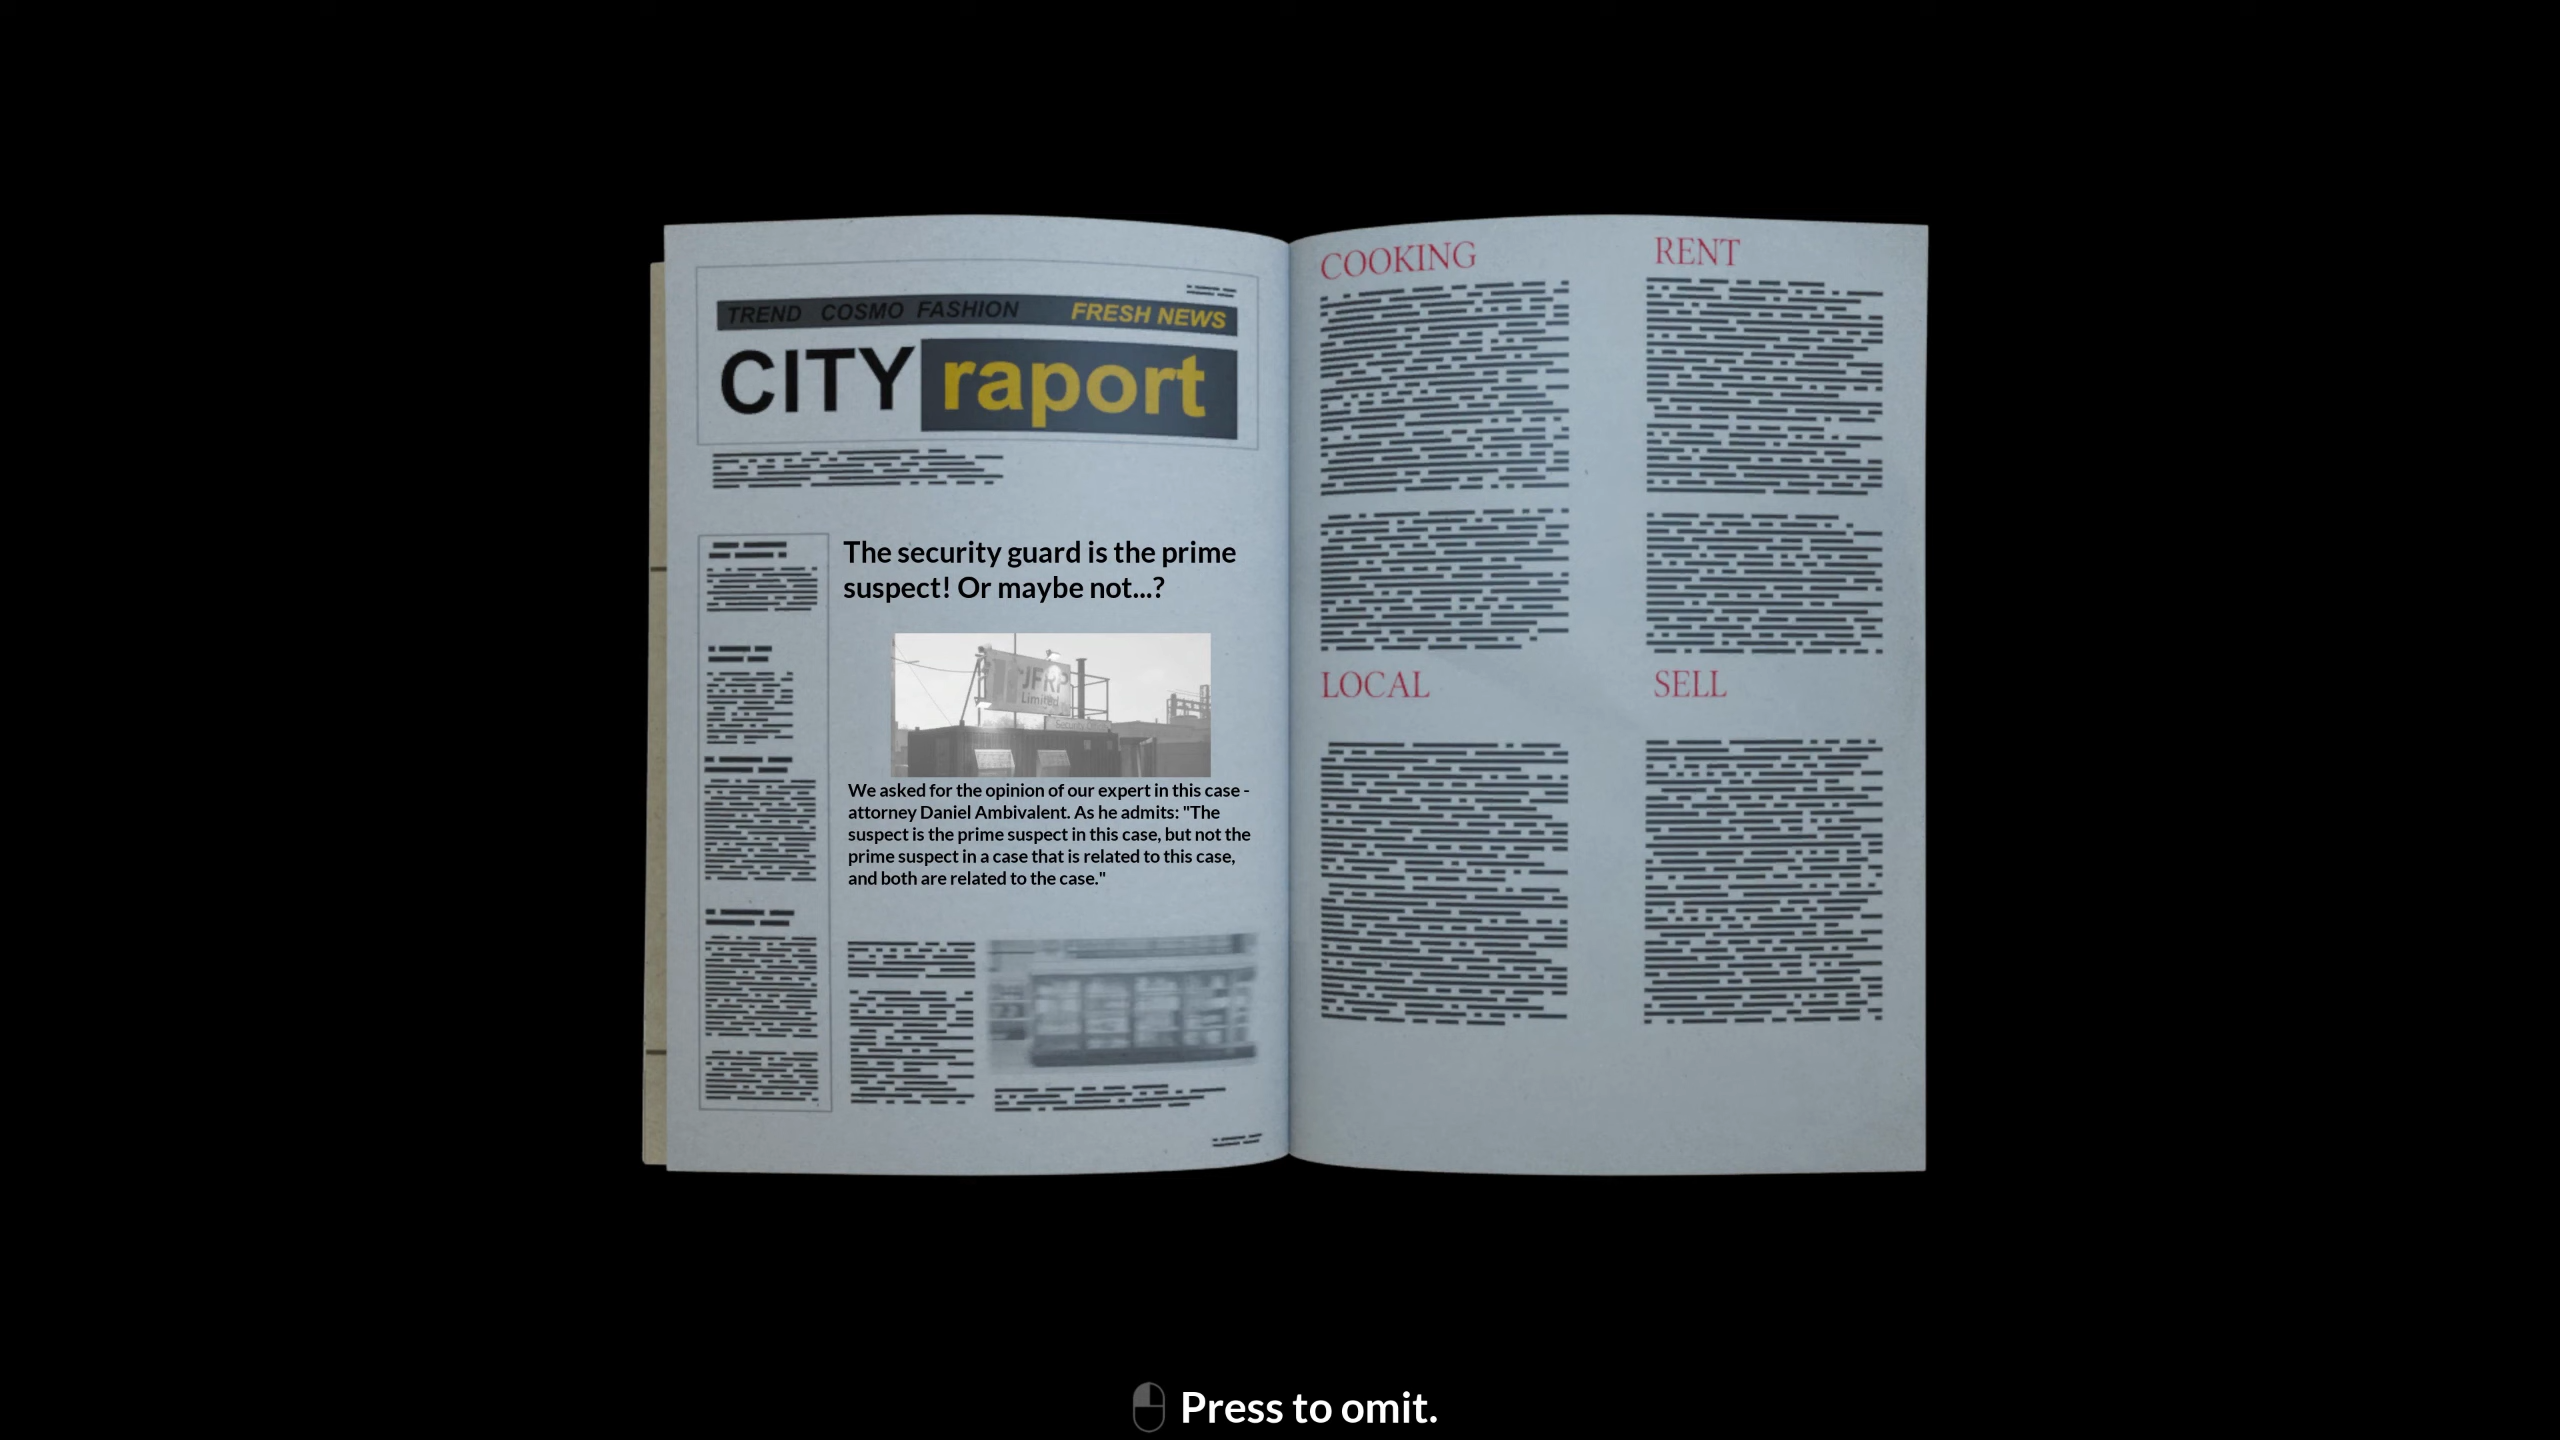 TREND COSMO FASHION FRESH NEWS
CITY raport
The security guard is the prime
suspect! Or maybe not...?
JFRP
Limited
We asked for the opinion of our expert in this case -
attorney Daniel Ambivalent. As he admits: "The
suspect is the prime suspect in this case, but not the
prime suspect in a case that is related to this case,
and both are related to the case."
COOKING
RENT
LOCAL
SELL
Press to omit.